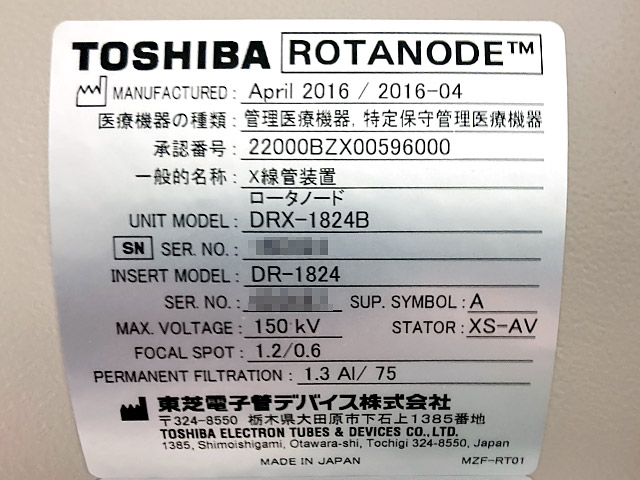 TOSHIBA ROTANODE™
MANUFACTURED : April 2016 / 2016-04
医療機器の種類 : 管理医療機器, 特定保守管理医療機器
承認番号 : 22000BZX00596000
一般的名称 : X線管装置
ロータノード
UNIT MODEL : DRX-1824B
SN SER. NO. :
INSERT MODEL : DR-1824
SER. NO. : SUP. SYMBOL : A
MAX. VOLTAGE : 150 kV STATOR : XS-AV
FOCAL SPOT : 1.2/0.6
PERMANENT FILTRATION : 1.3 Al/ 75
東芝電子管デバイス株式会社
〒324-8550 栃木県大田原市下石上1385番地
TOSHIBA ELECTRON TUBES & DEVICES CO., LTD.
1385, Shimoishigami, Otawara-shi, Tochigi 324-8550, Japan
MADE IN JAPAN MZF-RT01